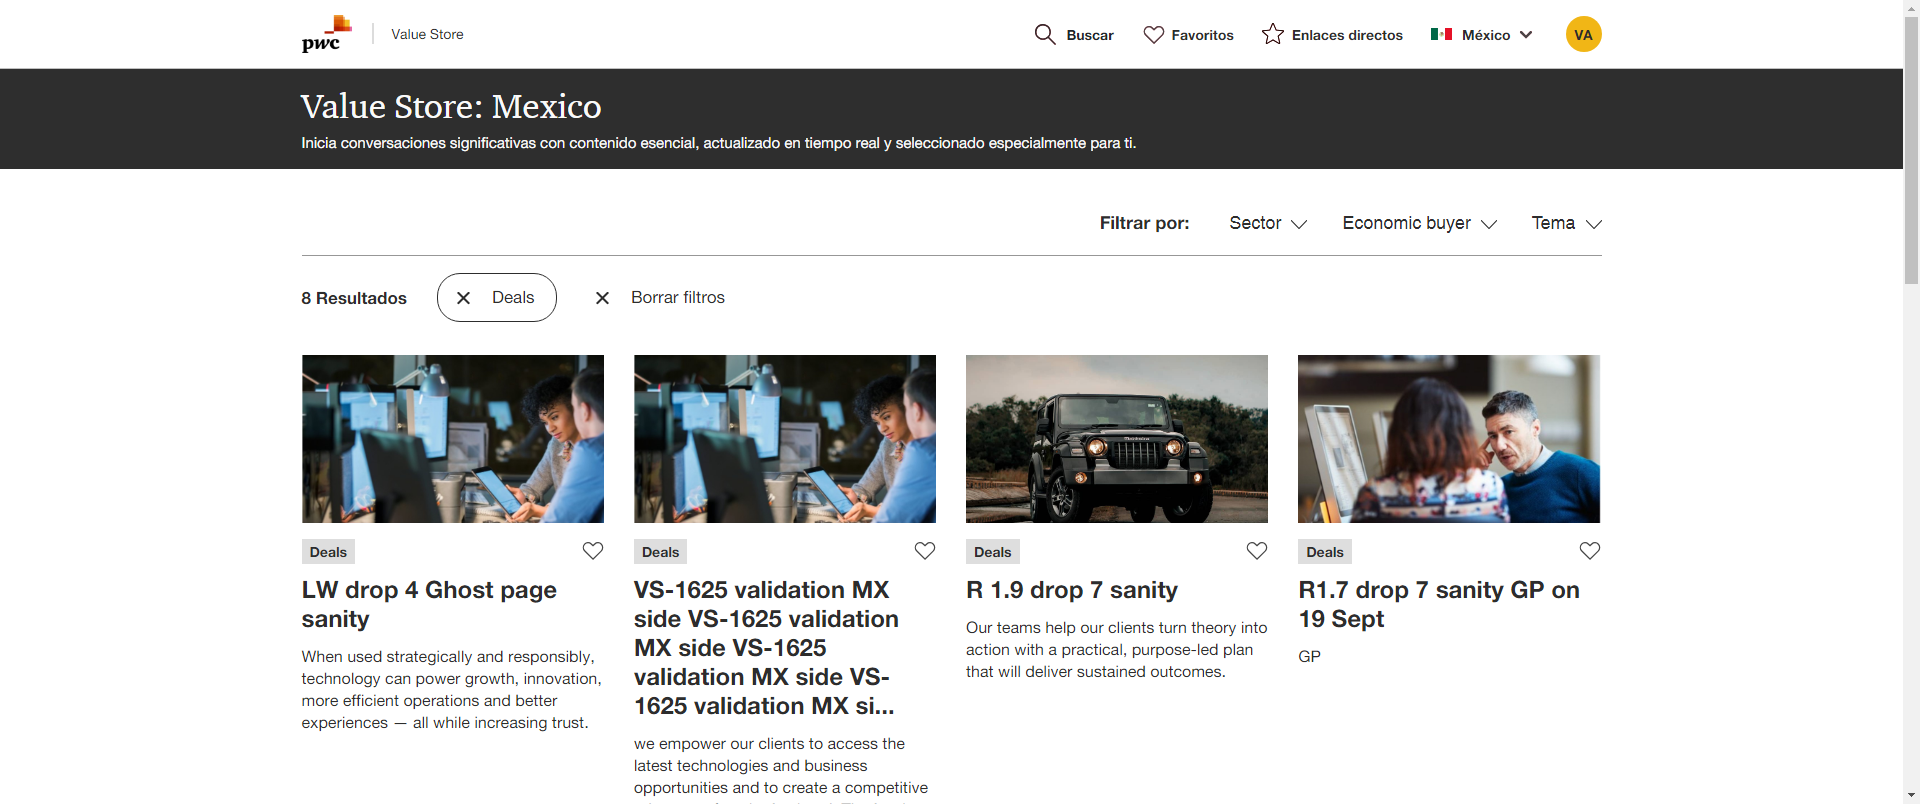 pwc
Value Store
Buscar
Favoritos
Enlaces directos
México
VA
Value Store: Mexico
Inicia conversaciones significativas con contenido esencial, actualizado en tiempo real y seleccionado especialmente para ti.
Filtrar por:
Sector
Economic buyer
Tema
8 Resultados
Deals
Borrar filtros
Deals
LW drop 4 Ghost page
sanity
When used strategically and responsibly,
technology can power growth, innovation,
more efficient operations and better
experiences — all while increasing trust.
Deals
VS-1625 validation MX
side VS-1625 validation
MX side VS-1625
validation MX side VS-
1625 validation MX si...
we empower our clients to access the
latest technologies and business
opportunities and to create a competitive
Deals
R 1.9 drop 7 sanity
Our teams help our clients turn theory into
action with a practical, purpose-led plan
that will deliver sustained outcomes.
Deals
R1.7 drop 7 sanity GP on
19 Sept
GP